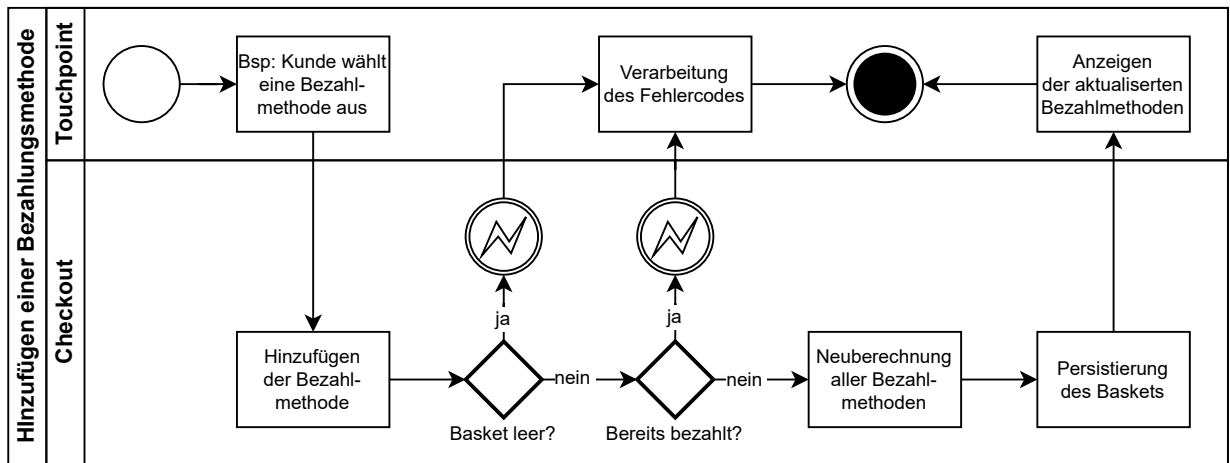 HInzufügen einer Bezahlungsmethode
Touchpoint
Bsp: Kunde wählt
eine Bezahl-
methode aus
Verarbeitung
des Fehlercodes
Anzeigen
der aktualiserten
Bezahlmethoden
Checkout
ja
ja
Hinzufügen
der Bezahl-
methode
nein
nein
Neuberechnung
aller Bezahl-
methoden
Persistierung
des Baskets
Basket leer?
Bereits bezahlt?